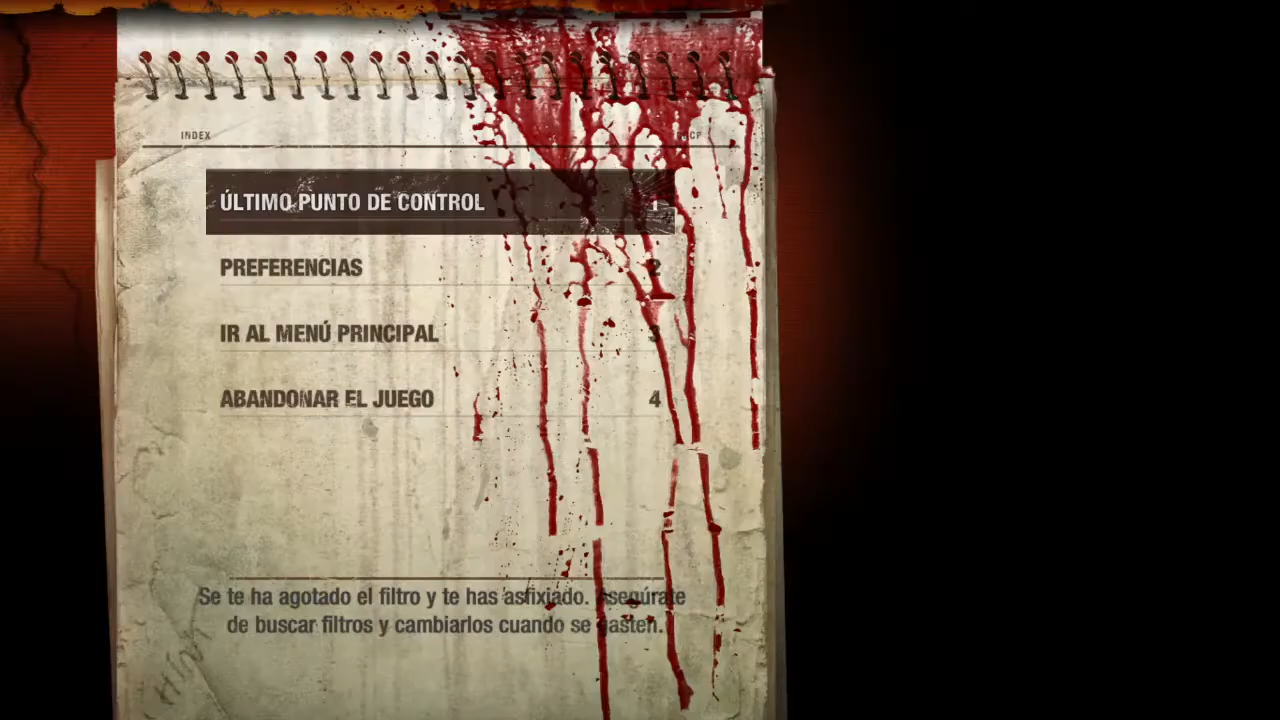 INDEX
ÚLTIMO PUNTO DE CONTROL 1
PREFERENCIAS 2
IR AL MENÚ PRINCIPAL 3
ABANDONAR EL JUEGO 4
Se te ha agotado el filtro y te has asfixiado. Asegúrate
de buscar filtros y cambiarlos cuando se gasten.